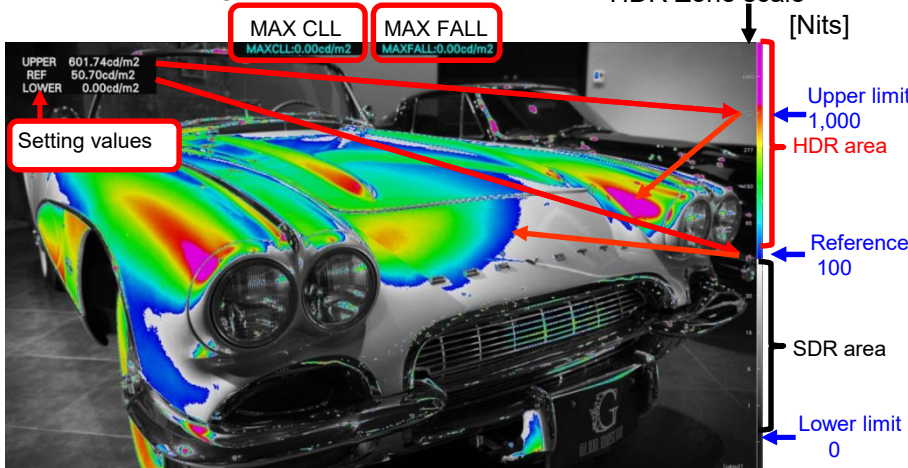 HDR Zone scale
MAX CLL
MAX FALL
[Nits]
MAXCLL:0.00cd/m2
MAXFALL:0.00cd/m2
UPPER 601.74cd/m2
REF 50.70cd/m2
LOWER 0.00cd/m2
Setting values
Upper limit
1,000
277
HDR area
85
Reference
100
SDR area
Lower limit
0
G